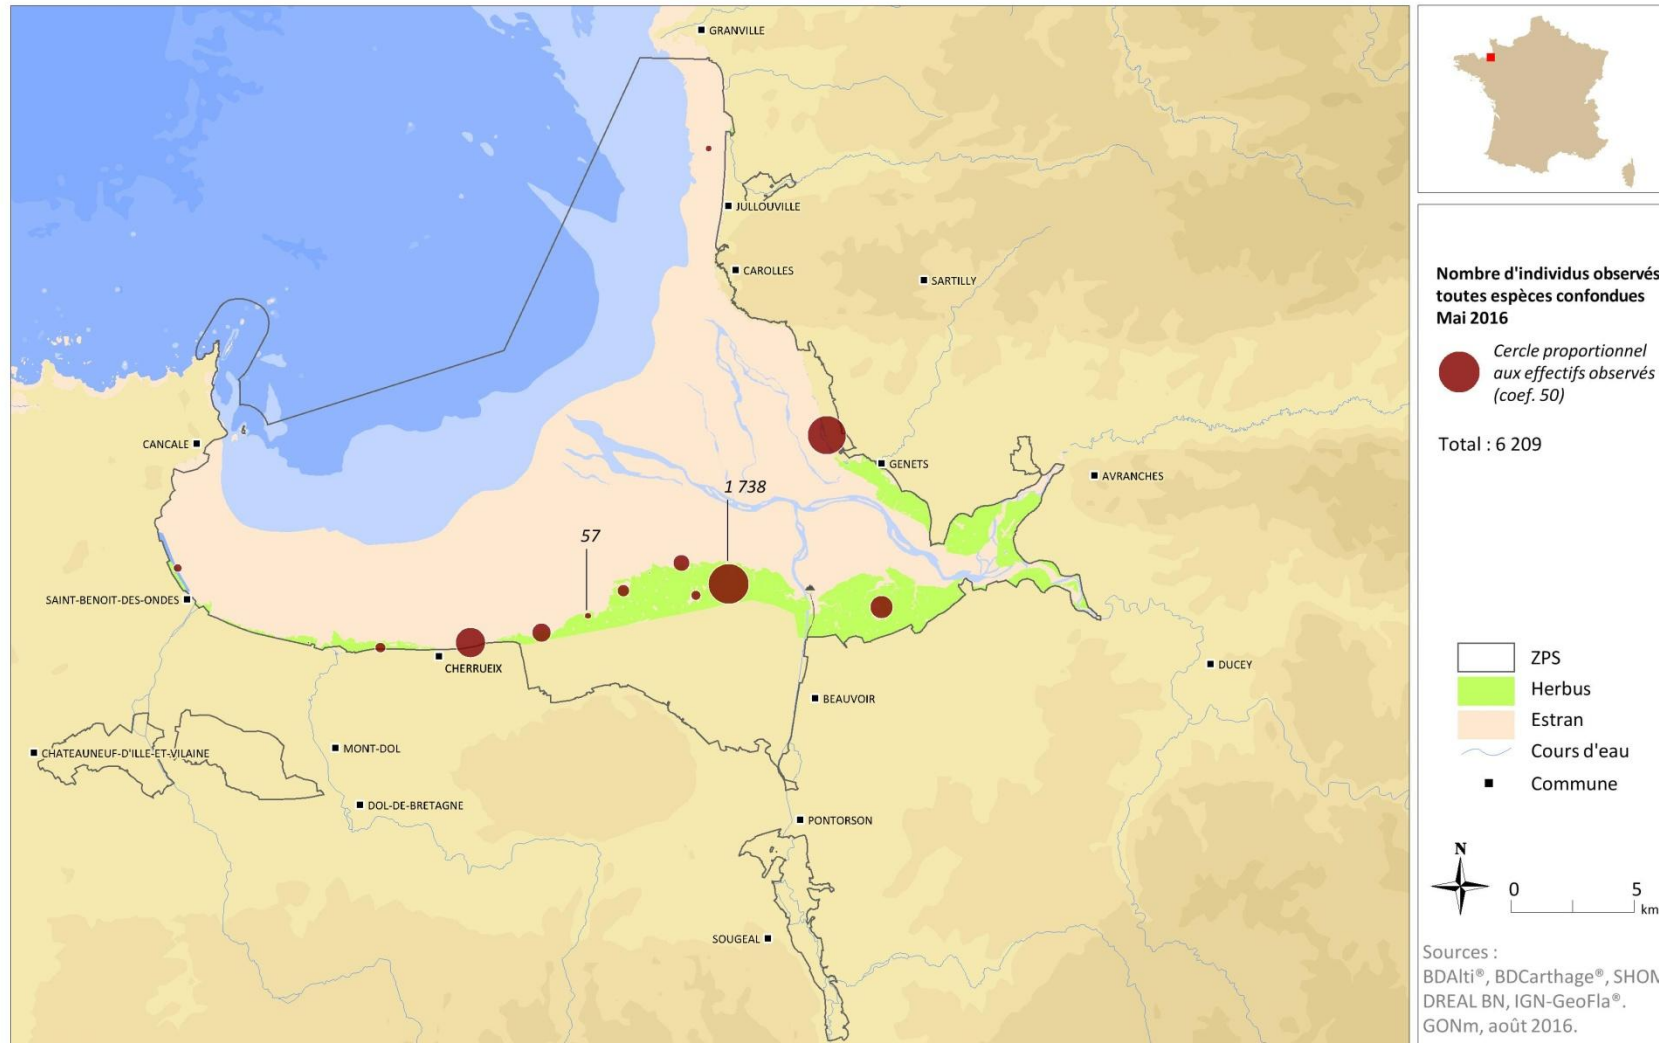 GRANVILLE
JULLOUVILLE
CAROLLES
SARTILLY
CANCALE
GENETS
AVRANCHES
1 738
57
SAINT-BENOIT-DES-ONDES
CHERRUEIX
DUCEY
BEAUVOIR
CHATEAUNEUF-D'ILLE-ET-VILAINE
MONT-DOL
DOL-DE-BRETAGNE
PONTORSON
SOUGEAL
Nombre d'individus observés
toutes espèces confondues
Mai 2016
Cercle proportionnel
aux effectifs observés
(coef. 50)
Total : 6 209
ZPS
Herbus
Estran
Cours d'eau
Commune
N
0 5
km
Sources :
BDAlti®, BDCarthage®, SHOM
DREAL BN, IGN-GeoFla®.
GONm, août 2016.